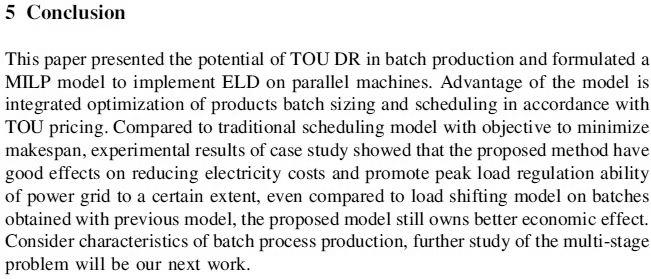 5 Conclusion
This paper presented the potential of TOU DR in batch production and formulated a
MILP model to implement ELD on parallel machines. Advantage of the model is
integrated optimization of products batch sizing and scheduling in accordance with
TOU pricing. Compared to traditional scheduling model with objective to minimize
makespan, experimental results of case study showed that the proposed method have
good effects on reducing electricity costs and promote peak load regulation ability
of power grid to a certain extent, even compared to load shifting model on batches
obtained with previous model, the proposed model still owns better economic effect.
Consider characteristics of batch process production, further study of the multi-stage
problem will be our next work.